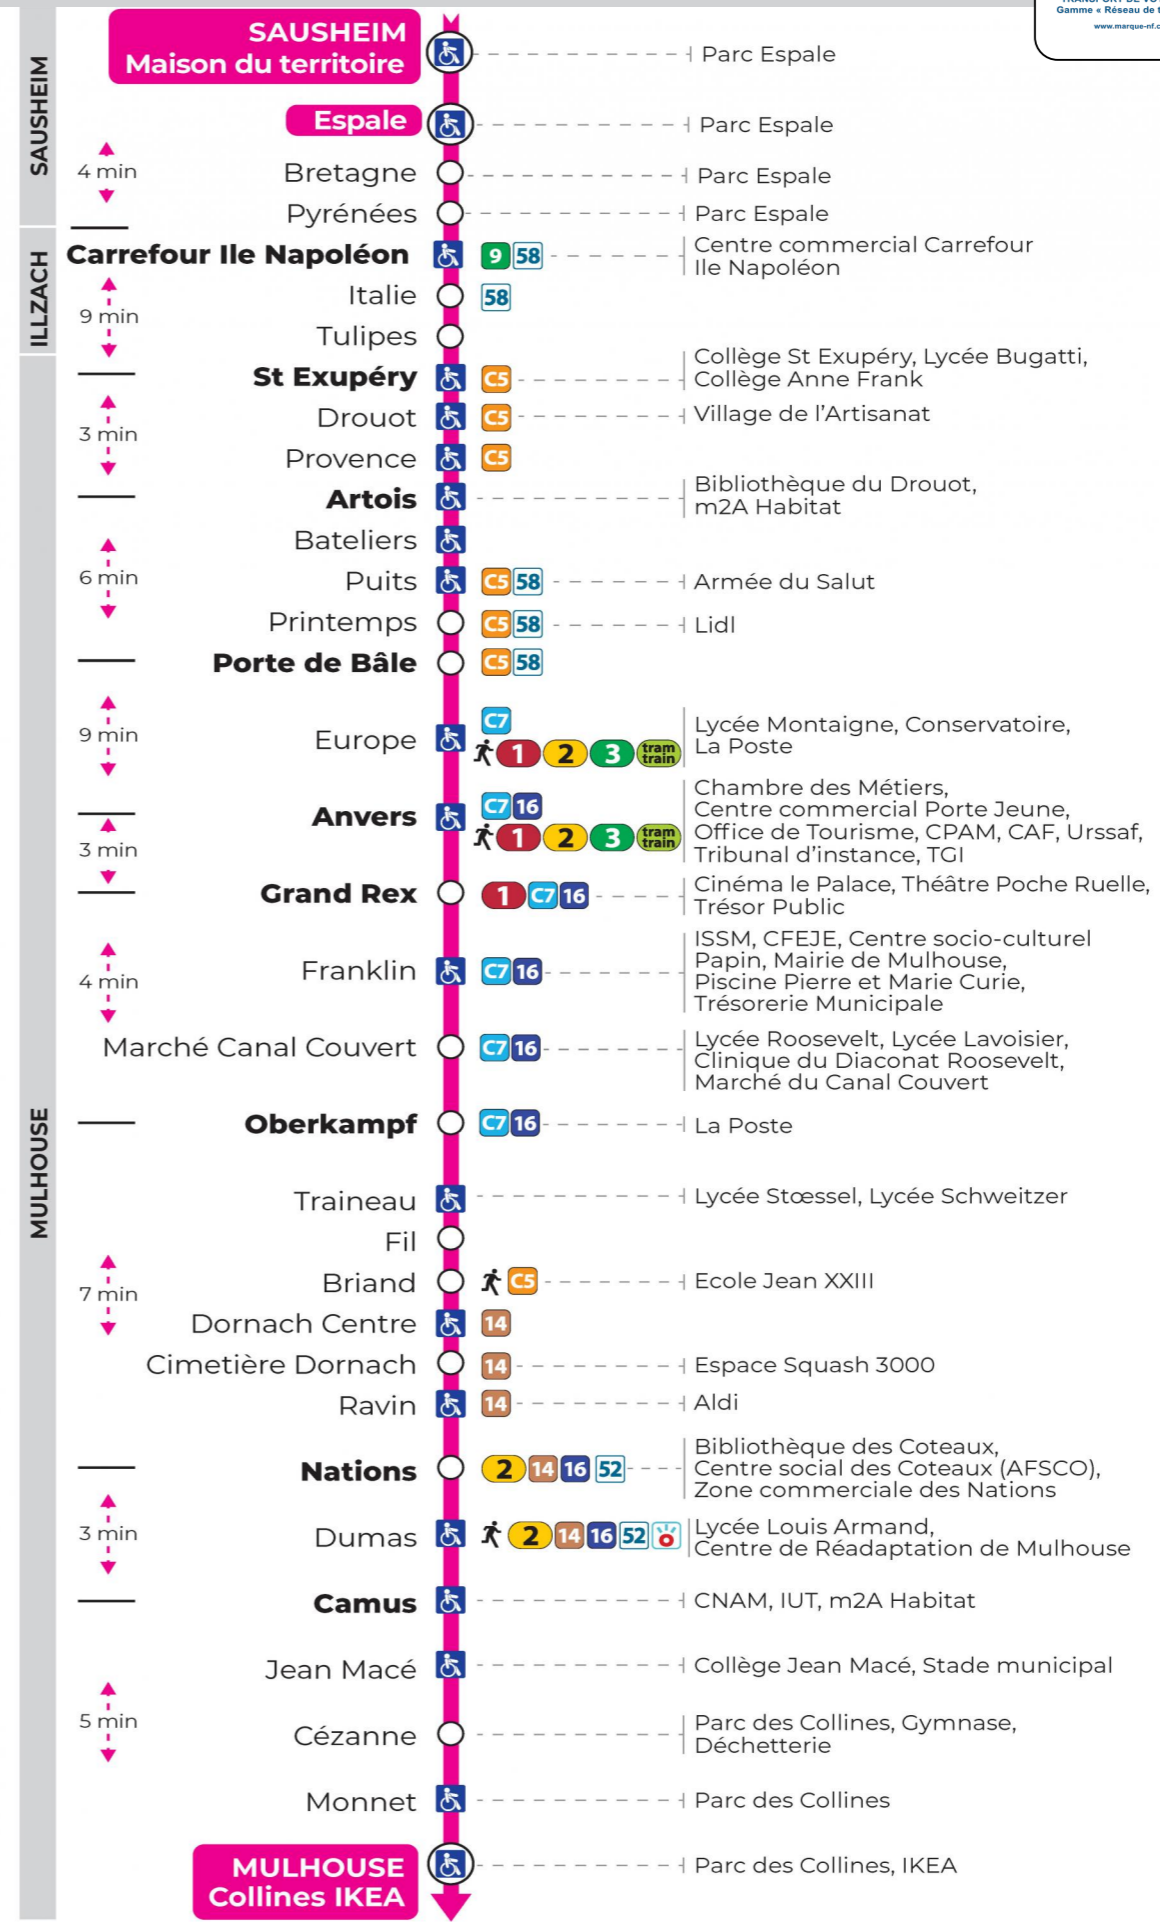 TRANSPORT DE
Gamme « Réseau de
www.marque-nf.c
SAUSHEIM
SAUSHEIM
Maison du territoire
Parc Espale
Espale
Parc Espale
4 min
Bretagne
Parc Espale
Pyrénées
Parc Espale
ILLZACH
Carrefour Ile Napoléon
9 58
Centre commercial Carrefour
Ile Napoléon
9 min
Italie
58
Tulipes
MULHOUSE
St Exupéry
C5
Collège St Exupéry, Lycée Bugatti,
Collège Anne Frank
3 min
Drouot
C5
Village de l'Artisanat
Provence
C5
Artois
Bibliothèque du Drouot,
m2A Habitat
6 min
Bateliers
Puits
C5 58
Armée du Salut
Printemps
C5 58
Lidl
Porte de Bâle
C5 58
9 min
Europe
C7
1 2 3 tram train
Lycée Montaigne, Conservatoire,
La Poste
Anvers
C7 16
1 2 3 tram train
Chambre des Métiers,
Centre commercial Porte Jeune,
Office de Tourisme, CPAM, CAF, Urssaf,
Tribunal d'instance, TGI
3 min
Grand Rex
1 C7 16
Cinéma le Palace, Théâtre Poche Ruelle,
Trésor Public
4 min
Franklin
C7 16
ISSM, CFEJE, Centre socio-culturel
Papin, Mairie de Mulhouse,
Piscine Pierre et Marie Curie,
Trésorerie Municipale
Marché Canal Couvert
C7 16
Lycée Roosevelt, Lycée Lavoisier,
Clinique du Diaconat Roosevelt,
Marché du Canal Couvert
Oberkampf
C7 16
La Poste
Traineau
Lycée Stœssel, Lycée Schweitzer
Fil
7 min
Briand
C5
Ecole Jean XXIII
Dornach Centre
14
Cimetière Dornach
14
Espace Squash 3000
Ravin
14
Aldi
Nations
2 14 16 52
Bibliothèque des Coteaux,
Centre social des Coteaux (AFSCO),
Zone commerciale des Nations
3 min
Dumas
2 14 16 52
Lycée Louis Armand,
Centre de Réadaptation de Mulhouse
Camus
CNAM, IUT, m2A Habitat
5 min
Jean Macé
Collège Jean Macé, Stade municipal
Cézanne
Parc des Collines, Gymnase,
Déchetterie
Monnet
Parc des Collines
MULHOUSE
Collines IKEA
Parc des Collines, IKEA